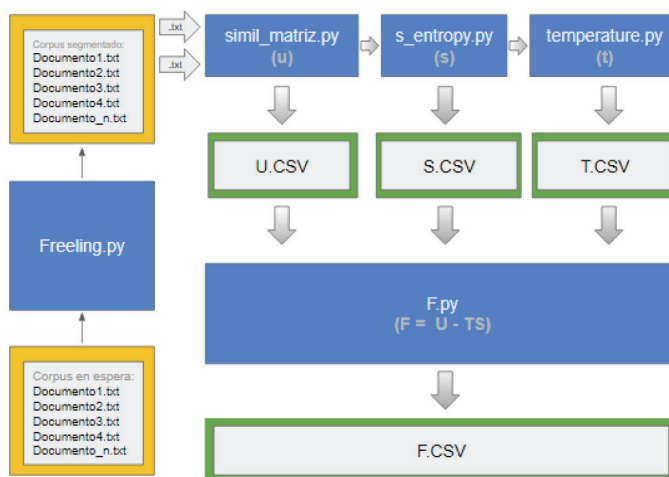 Corpus segmentado:
Documento1.txt
Documento2.txt
Documento3.txt
Documento4.txt
Documento_n.txt
.txt
.txt
simil_matriz.py
(u)
s_entropy.py
(s)
temperature.py
(t)
U.CSV
S.CSV
T.CSV
Freeling.py
F.py
(F = U - TS)
Corpus en espera:
Documento1.txt
Documento2.txt
Documento3.txt
Documento4.txt
Documento_n.txt
F.CSV